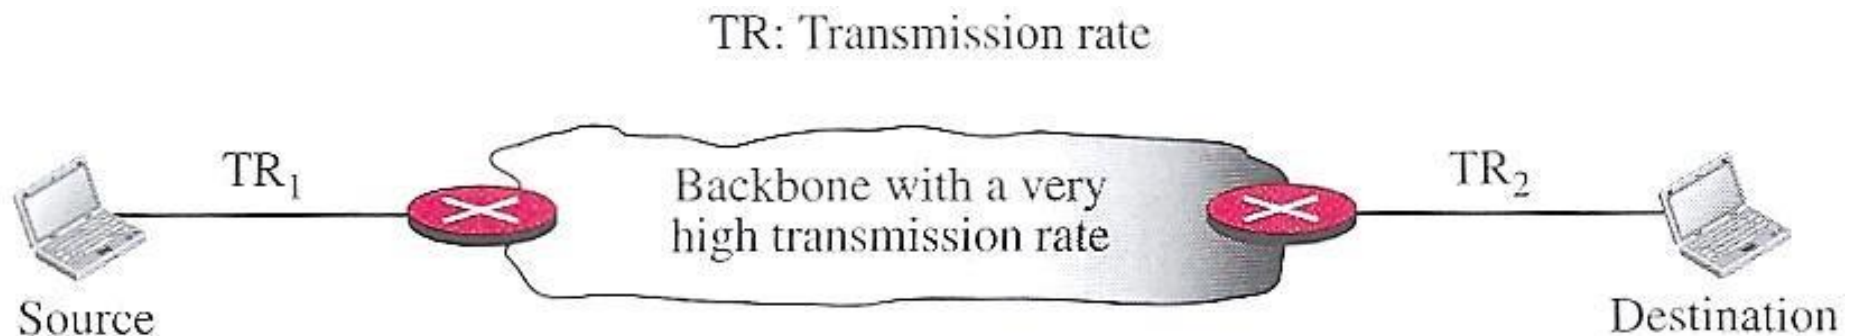 TR: Transmission rate
TR₁
Backbone with a very
high transmission rate
TR₂
Source
Destination